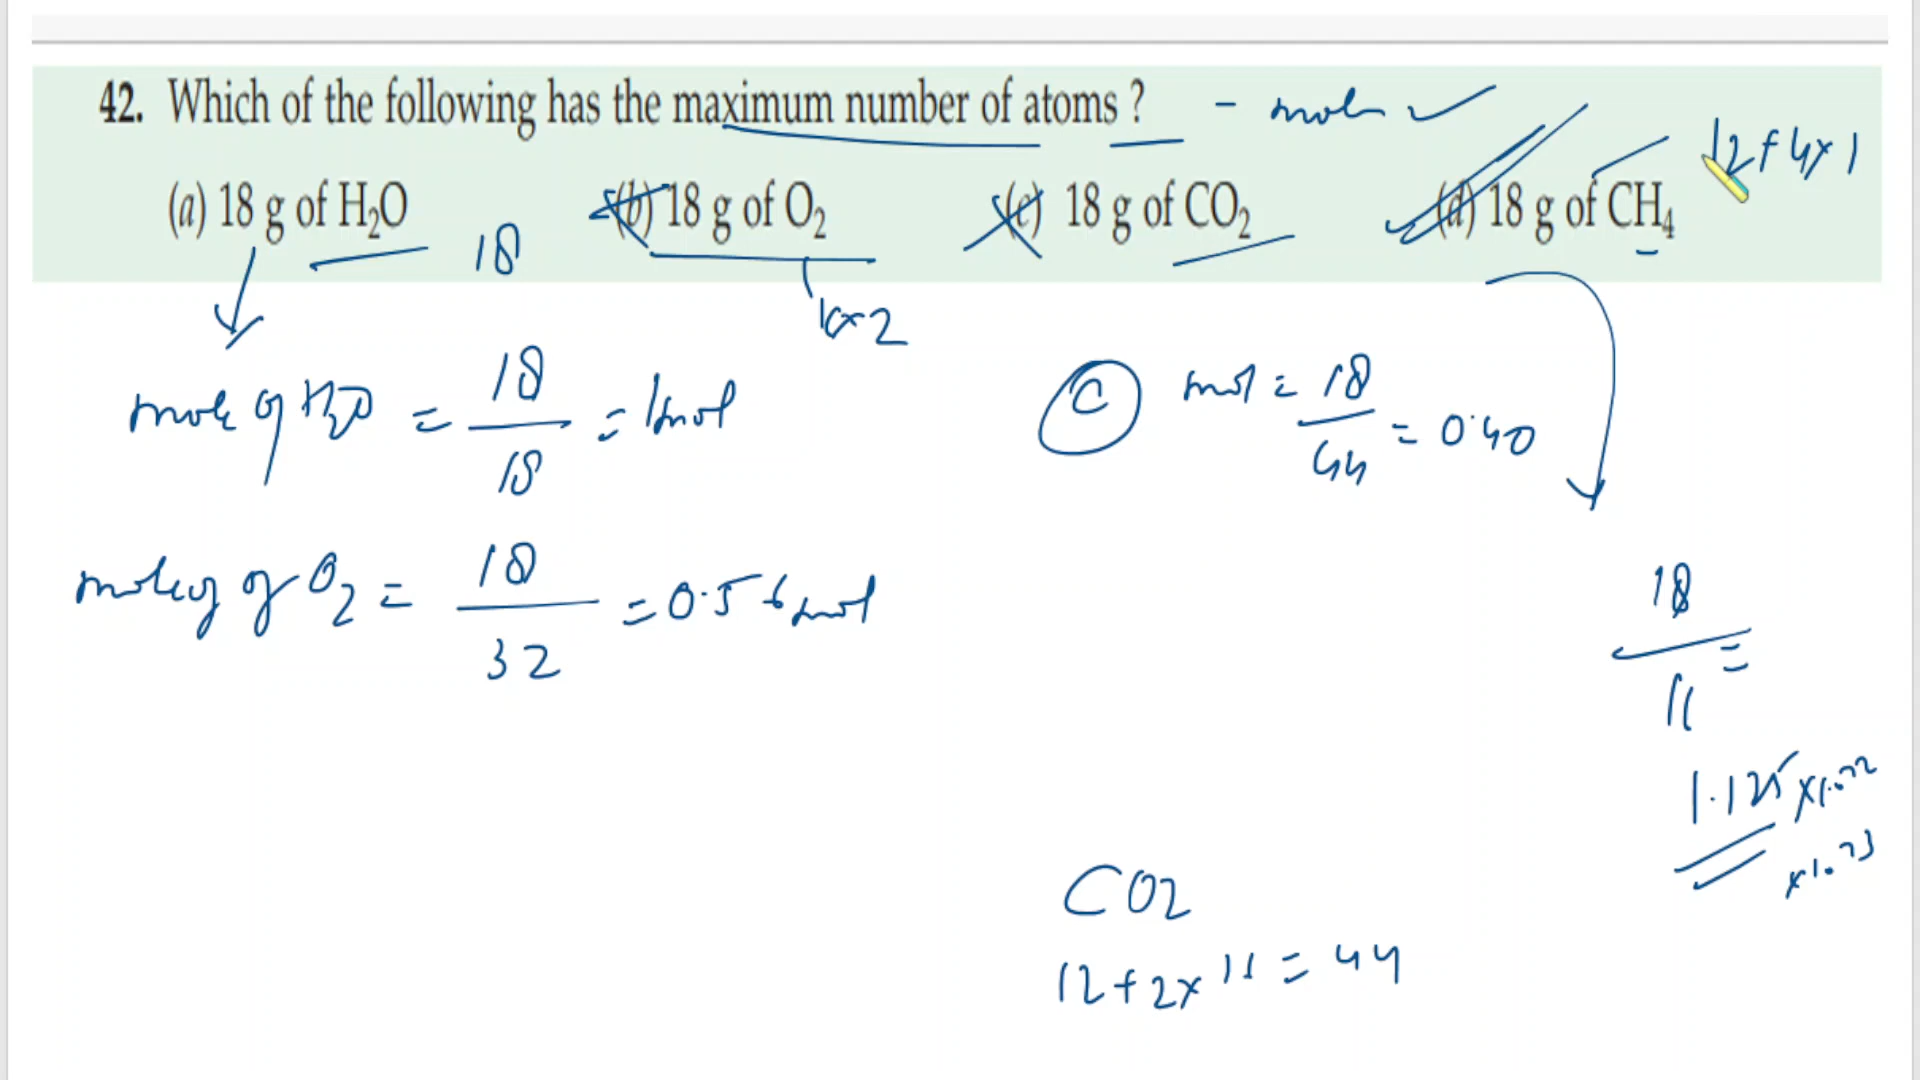 42. Which of the following has the maximum number of atoms ? - mole
(a) 18 g of H₂O (b) 18 g of O₂ (c) 18 g of CO₂ (d) 18 g of CH₄ 12+4×1
18
16×2
mole of H₂O = 18/18 = 1mol
C mol = 18/44 = 0.40
of O₂ = 18/32 = 0.56 mol
18/16 =
1.125
CO2
12+2×16=44